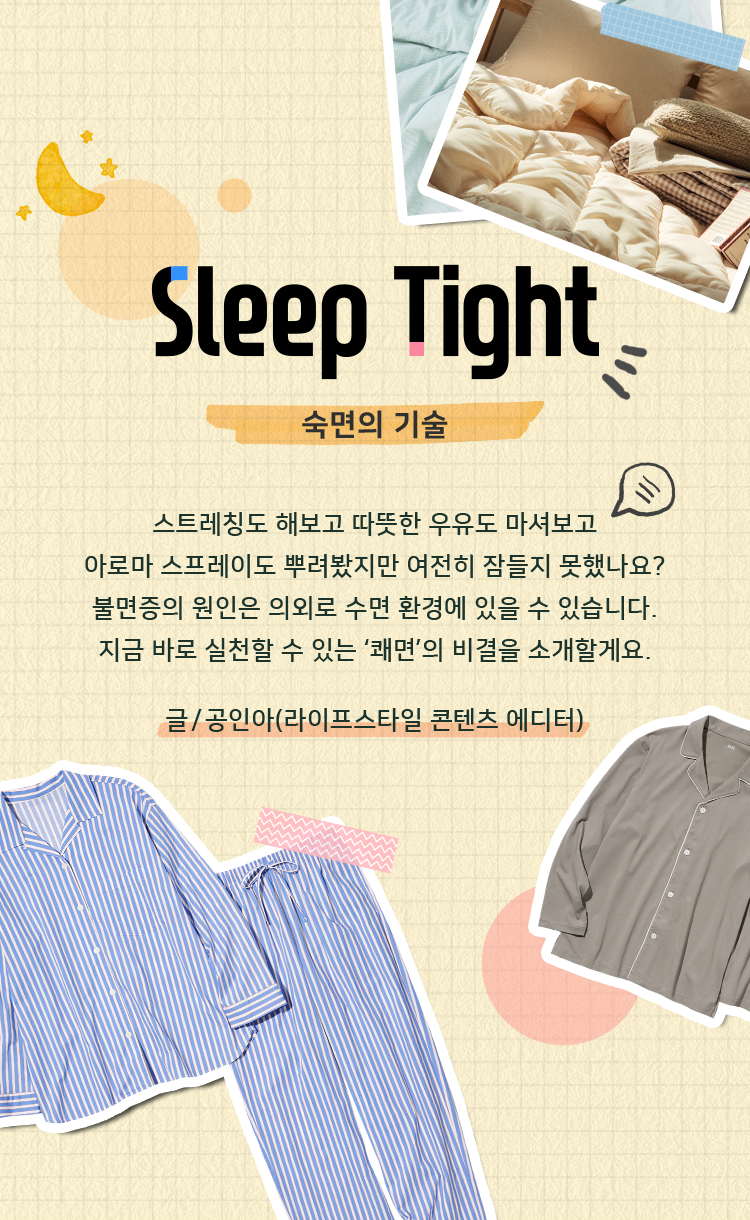 Sleep Tight
숙면의 기술
스트레칭도 해보고 따뜻한 우유도 마셔보고
아로마 스프레이도 뿌려봤지만 여전히 잠들지 못했나요?
불면증의 원인은 의외로 수면 환경에 있을 수 있습니다.
지금 바로 실천할 수 있는 ‘쾌면’의 비결을 소개할게요.
글/공인아(라이프스타일 콘텐츠 에디터)